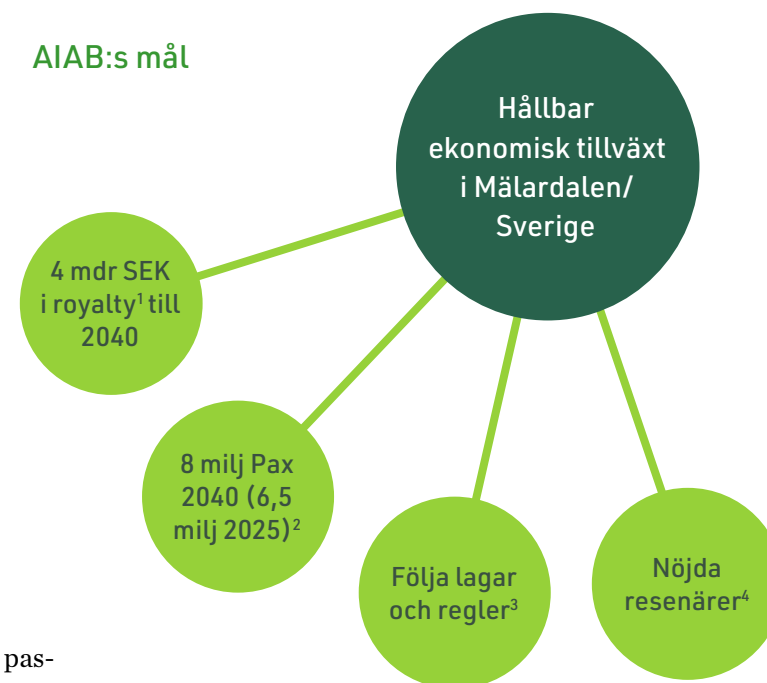 AIAB:s mål
Hållbar
ekonomisk tillväxt
i Mälardalen/
Sverige
4 mdr SEK
i royalty¹ till
2040
8 milj Pax
2040 (6,5
milj 2025)²
Följa lagar
och regler³
Nöjda
resenärer⁴
pas-